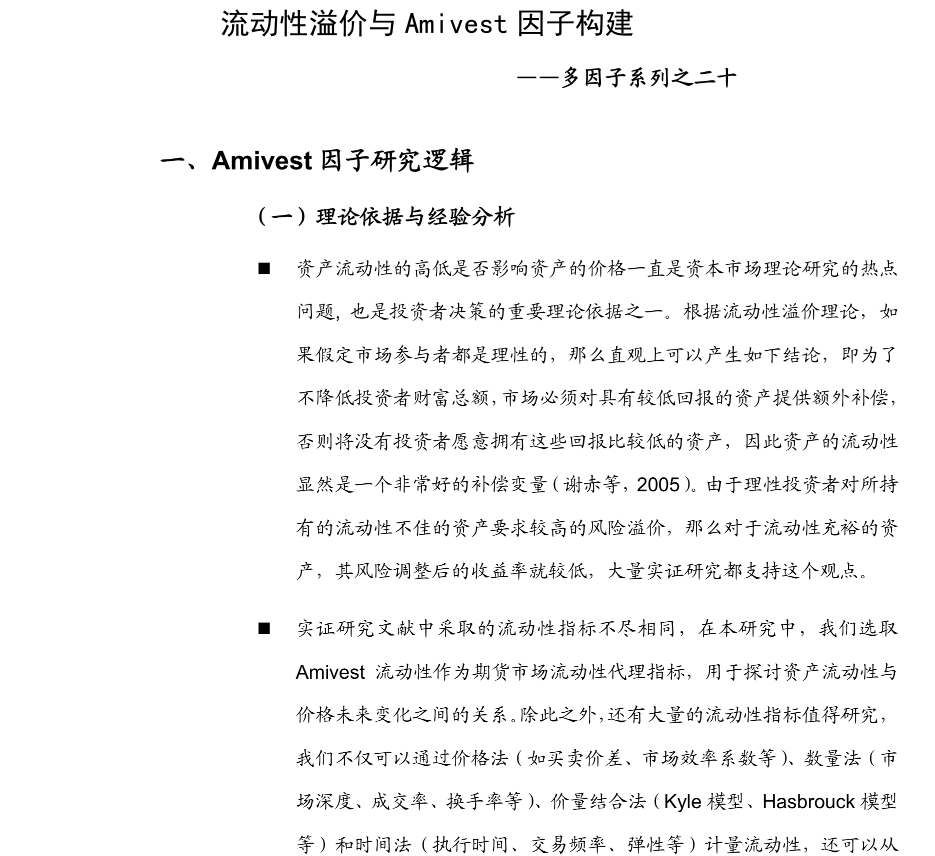 流动性溢价与 Amivest 因子构建
——多因子系列之二十
一、Amivest 因子研究逻辑
（一）理论依据与经验分析
■ 资产流动性的高低是否影响资产的价格一直是资本市场理论研究的热点
问题, 也是投资者决策的重要理论依据之一。根据流动性溢价理论，如
果假定市场参与者都是理性的，那么直观上可以产生如下结论，即为了
不降低投资者财富总额，市场必须对具有较低回报的资产提供额外补偿，
否则将没有投资者愿意拥有这些回报比较低的资产，因此资产的流动性
显然是一个非常好的补偿变量（谢赤等，2005）。由于理性投资者对所持
有的流动性不佳的资产要求较高的风险溢价，那么对于流动性充裕的资
产，其风险调整后的收益率就较低，大量实证研究都支持这个观点。
■ 实证研究文献中采取的流动性指标不尽相同，在本研究中，我们选取
Amivest 流动性作为期货市场流动性代理指标，用于探讨资产流动性与
价格未来变化之间的关系。除此之外，还有大量的流动性指标值得研究，
我们不仅可以通过价格法（如买卖价差、市场效率系数等）、数量法（市
场深度、成交率、换手率等）、价量结合法（Kyle 模型、Hasbrouck 模型
等）和时间法（执行时间、交易频率、弹性等）计量流动性，还可以从